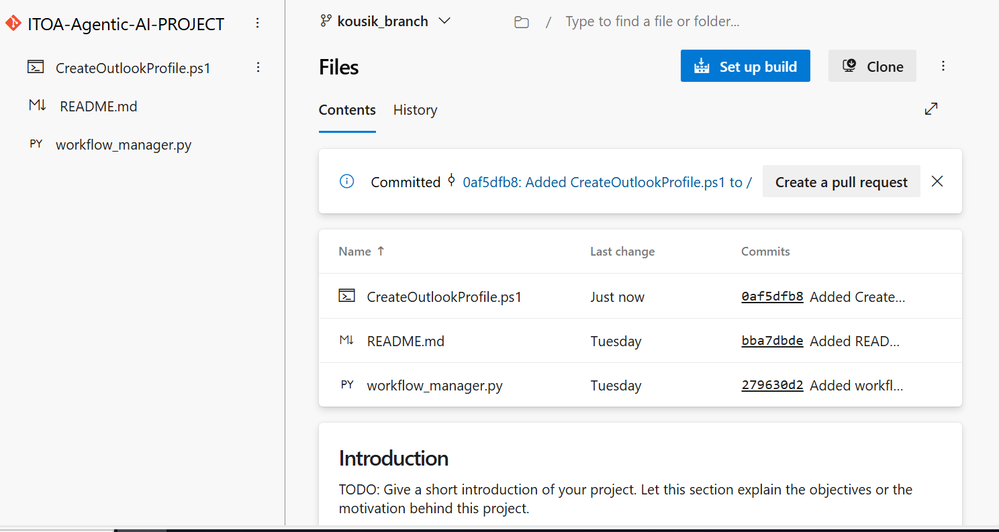 ITOA-Agentic-AI-PROJECT
CreateOutlookProfile.ps1
M↓ README.md
PY workflow_manager.py
kousik_branch
/ Type to find a file or folder...
Files
Set up build
Clone
Contents History
Committed 0af5dfb8: Added CreateOutlookProfile.ps1 to / Create a pull request
Name ↑ Last change Commits
CreateOutlookProfile.ps1 Just now 0af5dfb8 Added Create...
M↓ README.md Tuesday bba7dbde Added READ...
PY workflow_manager.py Tuesday 279630d2 Added workfl...
Introduction
TODO: Give a short introduction of your project. Let this section explain the objectives or the
motivation behind this project.